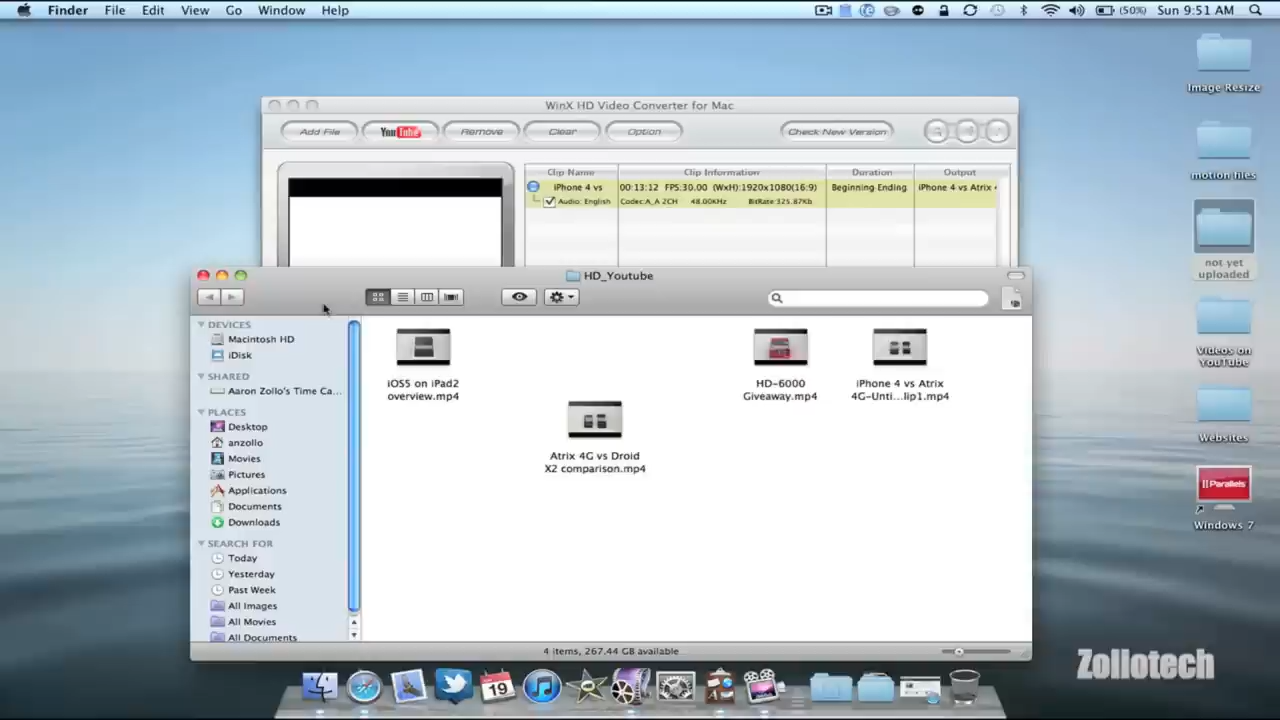 Finder File Edit View Go Window Help
(50%) Sun 9:51 AM
Image Resize
WinX HD Video Converter for Mac
Add File YouTube Remove Clear Option Check New Version
motion files
Clip Name Clip Information Duration Output
iPhone 4 vs 00:13:12 FPS:30.00 (WxH):1920x1080(16:9) Beginning Ending iPhone 4 vs Atrix
Audio: English Codec:A_A 2CH 48.00KHz BitRate:325.87Kb
not yet
uploaded
HD_Youtube
DEVICES
Macintosh HD
iDisk
SHARED
Aaron Zollo's Time Ca...
PLACES
Desktop
anzollo
Movies
Pictures
Applications
Documents
Downloads
SEARCH FOR
Today
Yesterday
Past Week
All Images
All Movies
All Documents
iOS5 on iPad2
overview.mp4
HD-6000
Giveaway.mp4
iPhone 4 vs Atrix
4G-Unti...lip1.mp4
Atrix 4G vs Droid
X2 comparison.mp4
4 items, 267.44 GB available
Videos on
YouTube
Websites
Parallels
Windows 7
19
Zollotech